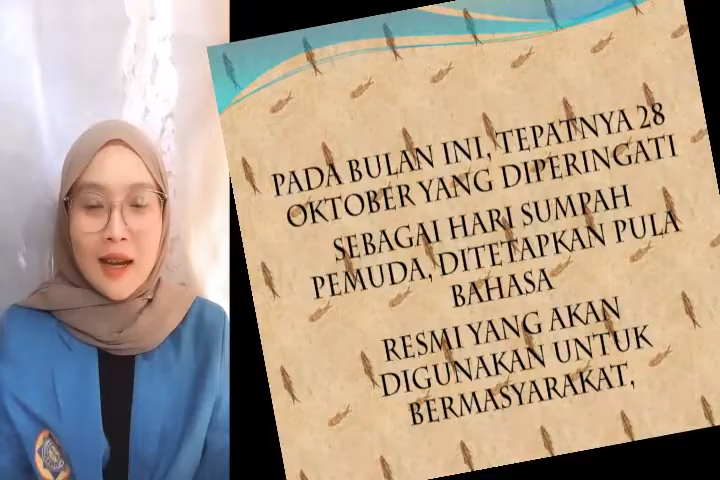 PADA BULAN INI, TEPATNYA 28
OKTOBER YANG DIPERINGATI
SEBAGAI HARI SUMPAH
PEMUDA, DITETAPKAN PULA
BAHASA
RESMI YANG AKAN
DIGUNAKAN UNTUK
BERMASYARAKAT,